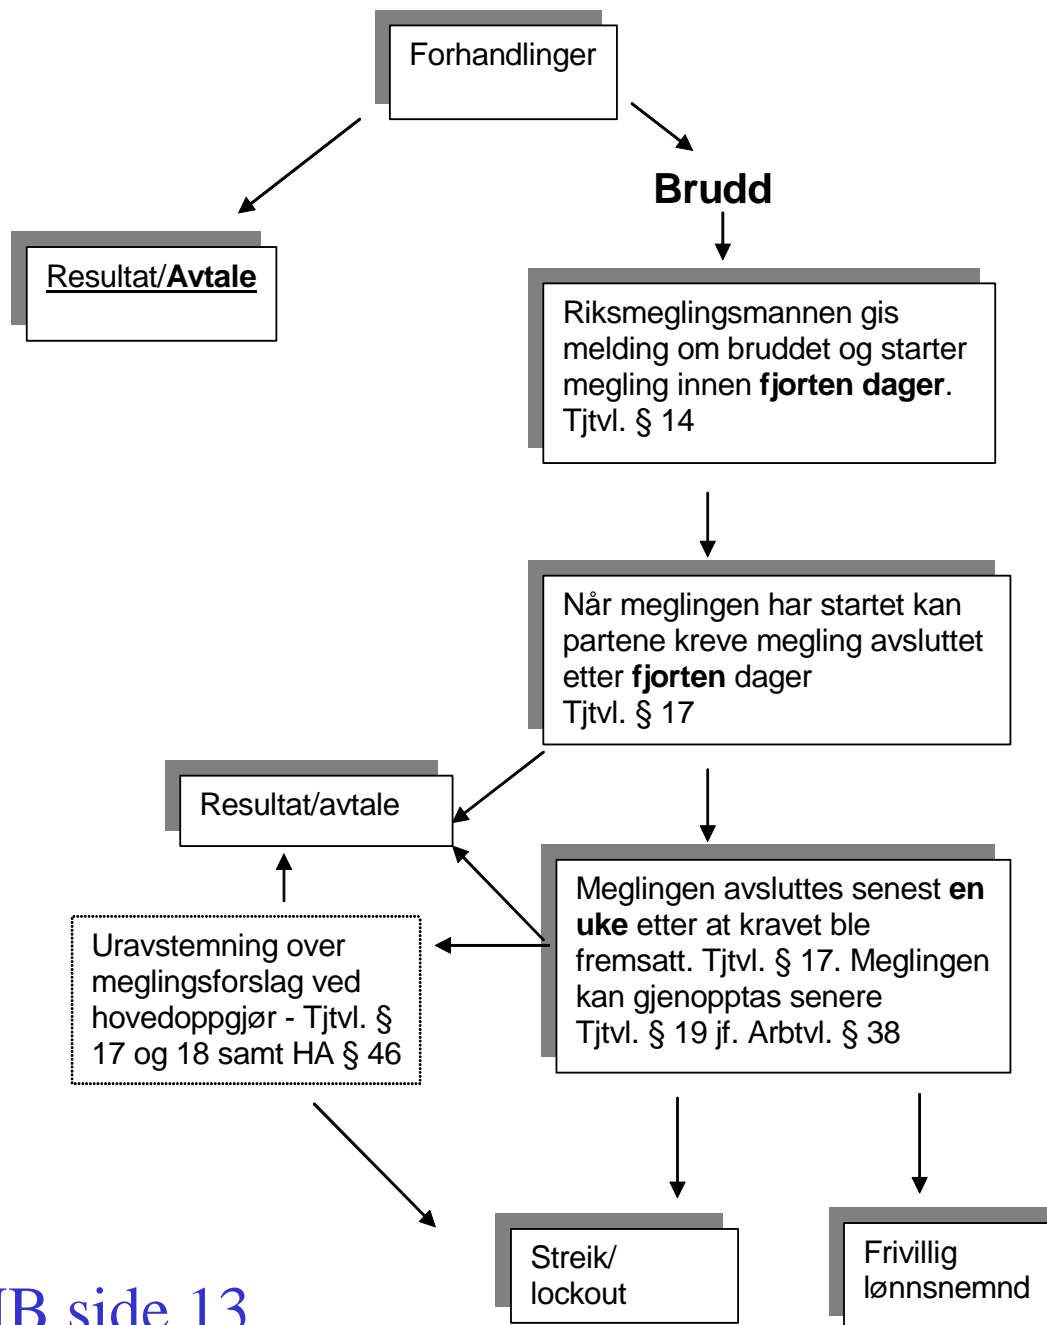 Forhandlinger
Brudd
Resultat/Avtale
Riksmeglingsmannen gis
melding om bruddet og starter
megling innen fjorten dager.
Tjtvl. § 14
Når meglingen har startet kan
partene kreve megling avsluttet
etter fjorten dager
Tjtvl. § 17
Resultat/avtale
Meglingen avsluttes senest en
uke etter at kravet ble
fremsatt. Tjtvl. § 17. Meglingen
kan gjenopptas senere
Tjtvl. § 19 jf. Arbtvl. § 38
Uravstemning over
meglingsforslag ved
hovedoppgjør - Tjtvl. §
17 og 18 samt HA § 46
Streik/
lockout
Frivillig
lønnsnemnd
side 13